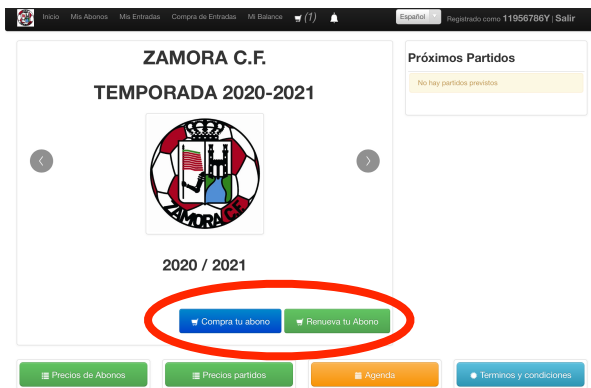 Inicio Mis Abonos Mis Entradas Compra de Entradas Mi Balance (1) Español Registrado como 11956786Y | Salir
ZAMORA C.F.
TEMPORADA 2020-2021
ZAMORA C.F.
2020 / 2021
Compra tu abono Renueva tu Abono
Próximos Partidos
No hay partidos previstos
Precios de Abonos Precios partidos Agenda Terminos y condiciones